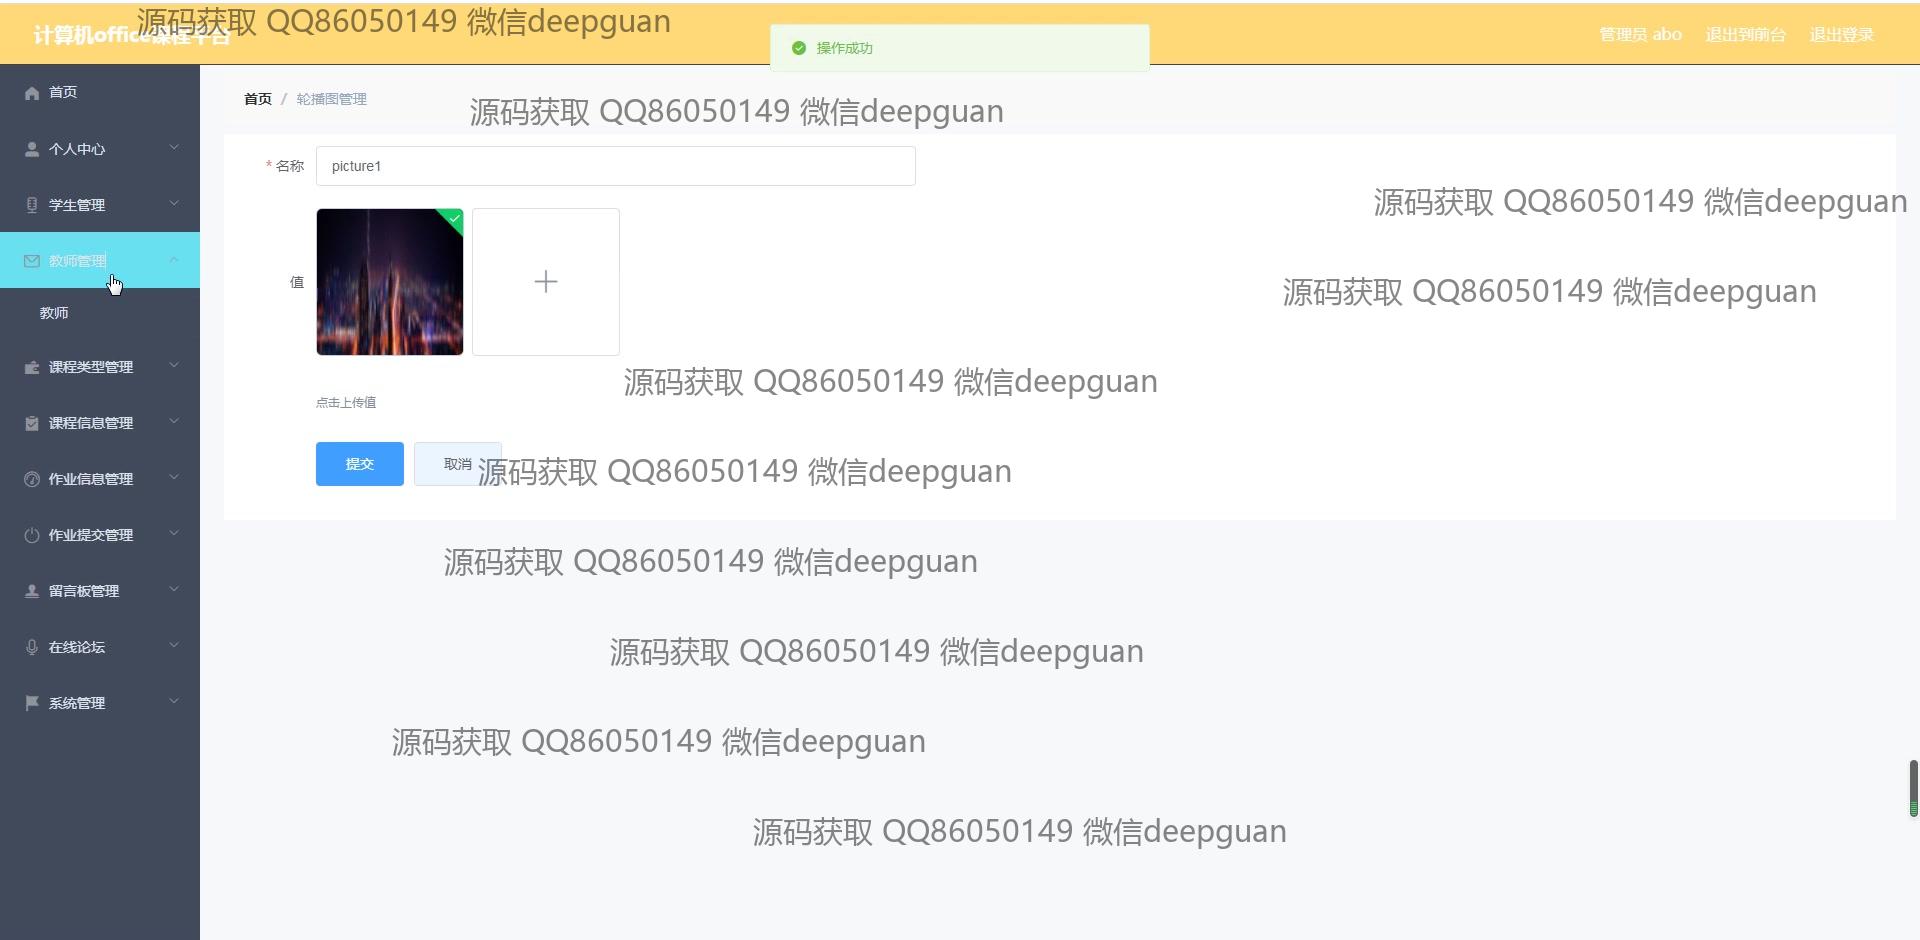 计算机office课程平台
源码获取 QQ86050149 微信deepguan
操作成功
管理员 abo
退出到前台
退出登录
首页
个人中心
学生管理
教师管理
教师
课程类型管理
课程信息管理
作业信息管理
作业提交管理
留言板管理
在线论坛
系统管理
首页 / 轮播图管理
源码获取 QQ86050149 微信deepguan
* 名称 picture1
源码获取 QQ86050149 微信deepguan
值
源码获取 QQ86050149 微信deepguan
源码获取 QQ86050149 微信deepguan
点击上传值
提交 取消
源码获取 QQ86050149 微信deepguan
源码获取 QQ86050149 微信deepguan
源码获取 QQ86050149 微信deepguan
源码获取 QQ86050149 微信deepguan
源码获取 QQ86050149 微信deepguan